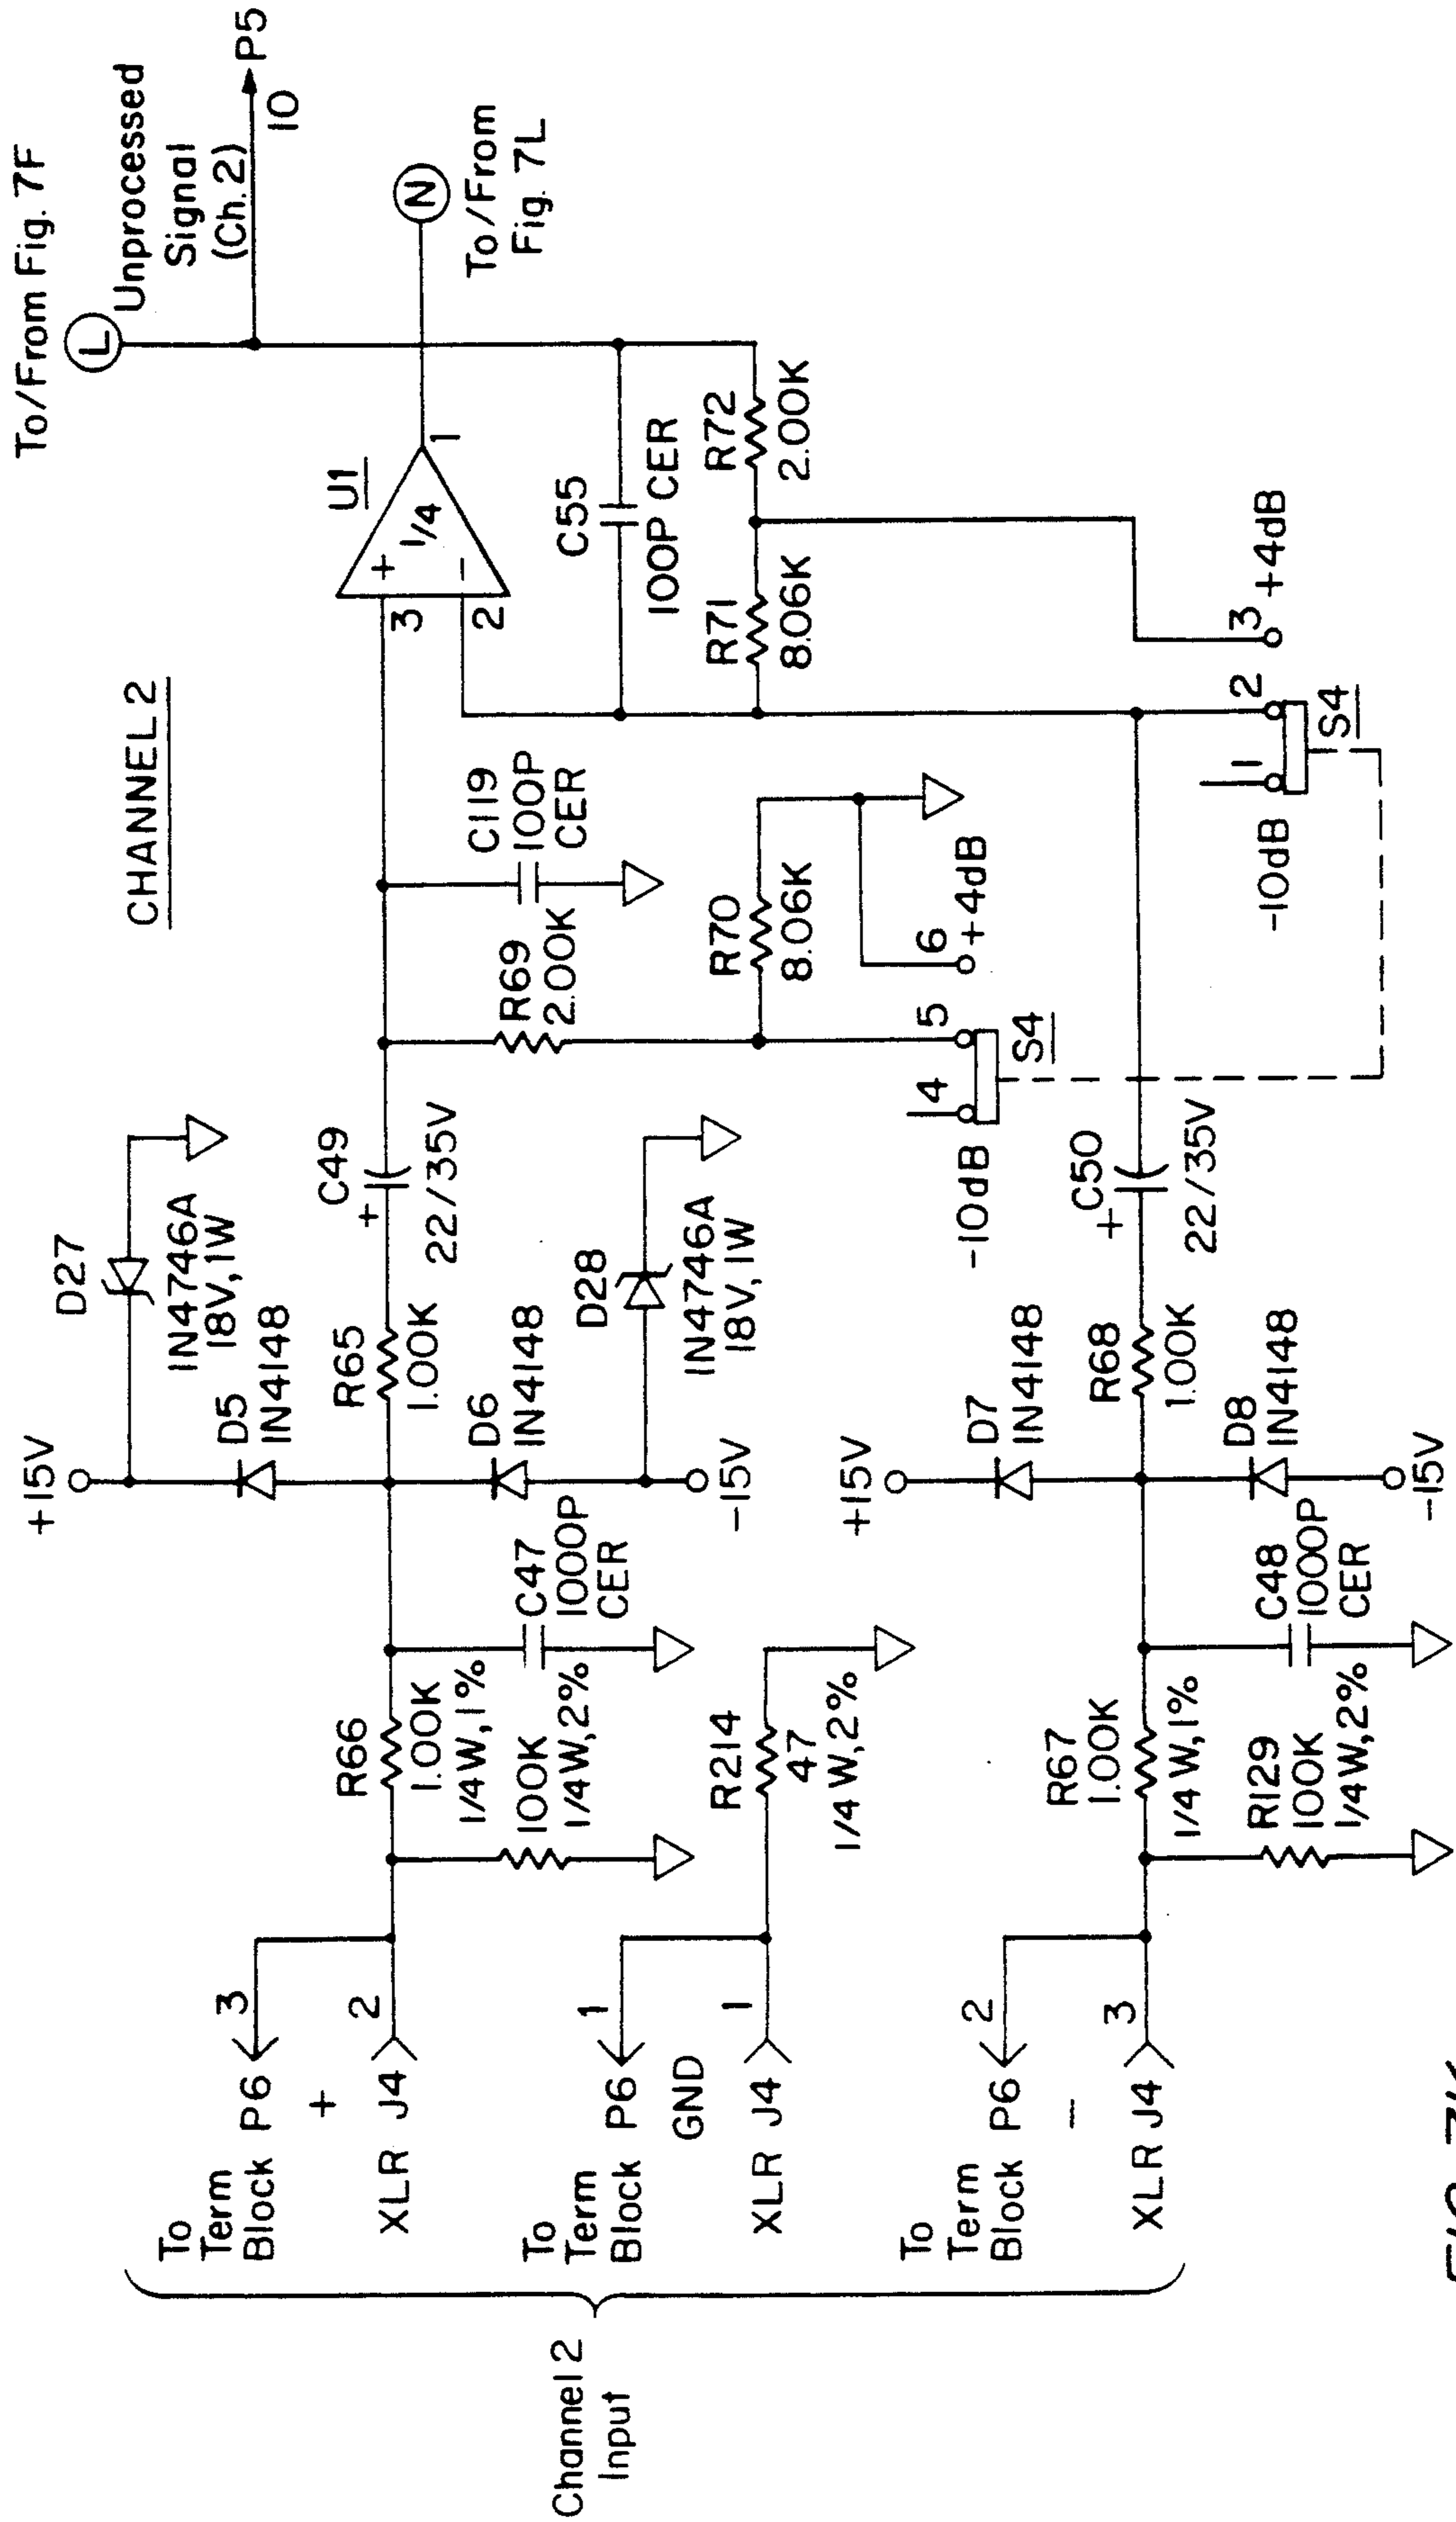 To/From Fig. 7F
L
Unprocessed
Signal
(Ch. 2)
P5
10
N
To/From
Fig. 7L
CHANNEL 2
U1
1/4
+
−
3
2
1
C55
100P CER
R71
8.06K
R72
2.00K
3
+4dB
2
1
-10dB
S4
C119
100P
CER
R69
2.00K
R70
8.06K
6
+4dB
5
4
-10dB
S4
D27
1N4746A
18V, 1W
+15V
D5
1N4148
R65
1.00K
C49
+
22/35V
D6
1N4148
D28
1N4746A
18V, 1W
−15V
C47
1000P
CER
R66
1.00K
1/4W, 1%
100K
1/4W, 2%
R214
47
1/4W, 2%
+15V
D7
1N4148
R68
1.00K
C50
+
22/35V
D8
1N4148
-15V
C48
1000P
CER
R67
1.00K
1/4W, 1%
R129
100K
1/4W, 2%
To
Term
Block P6
3
+
XLR J4
2
To
Term
Block P6
1
GND
XLR J4
1
To
Term
Block P6
2
−
XLR J4
3
Channel 2
Input